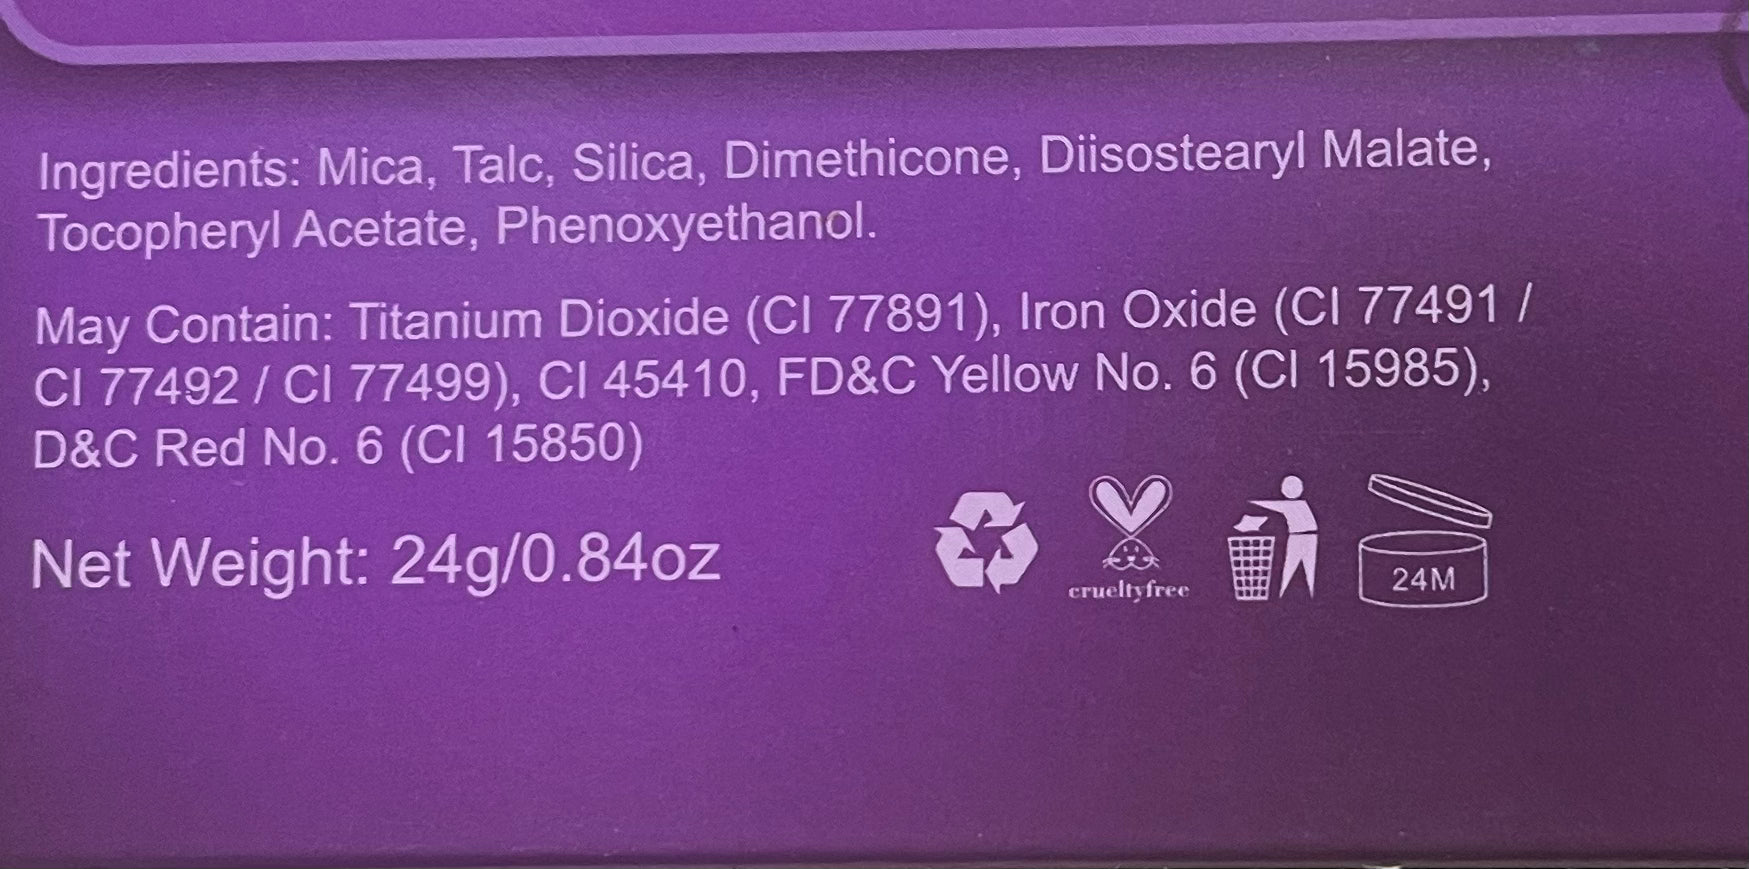 Ingredients: Mica, Talc, Silica, Dimethicone, Diisostearyl Malate,
Tocopheryl Acetate, Phenoxyethanol.
May Contain: Titanium Dioxide (CI 77891), Iron Oxide (CI 77491 /
CI 77492 / CI 77499), CI 45410, FD&C Yellow No. 6 (CI 15985),
D&C Red No. 6 (CI 15850)
Net Weight: 24g/0.84oz
crueltyfree
24M